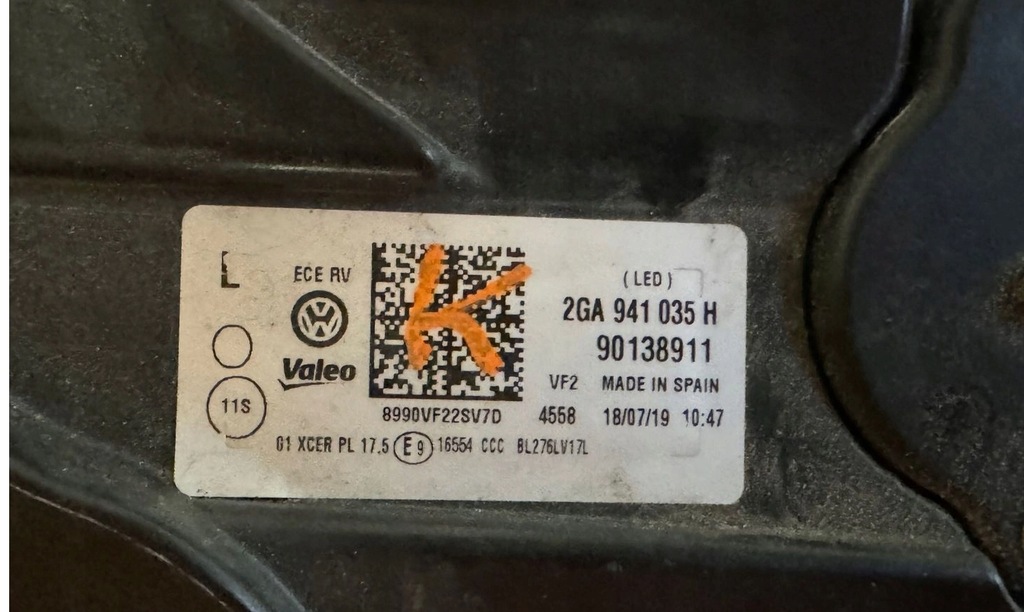 L
ECE RV
Valeo
11S
K
(LED)
2GA 941 035 H
90138911
VF2 MADE IN SPAIN
8990VF22SV7D 4558 18/07/19 10:47
01 XCER PL 17.5 E9 16554 CCC BL276LV17L